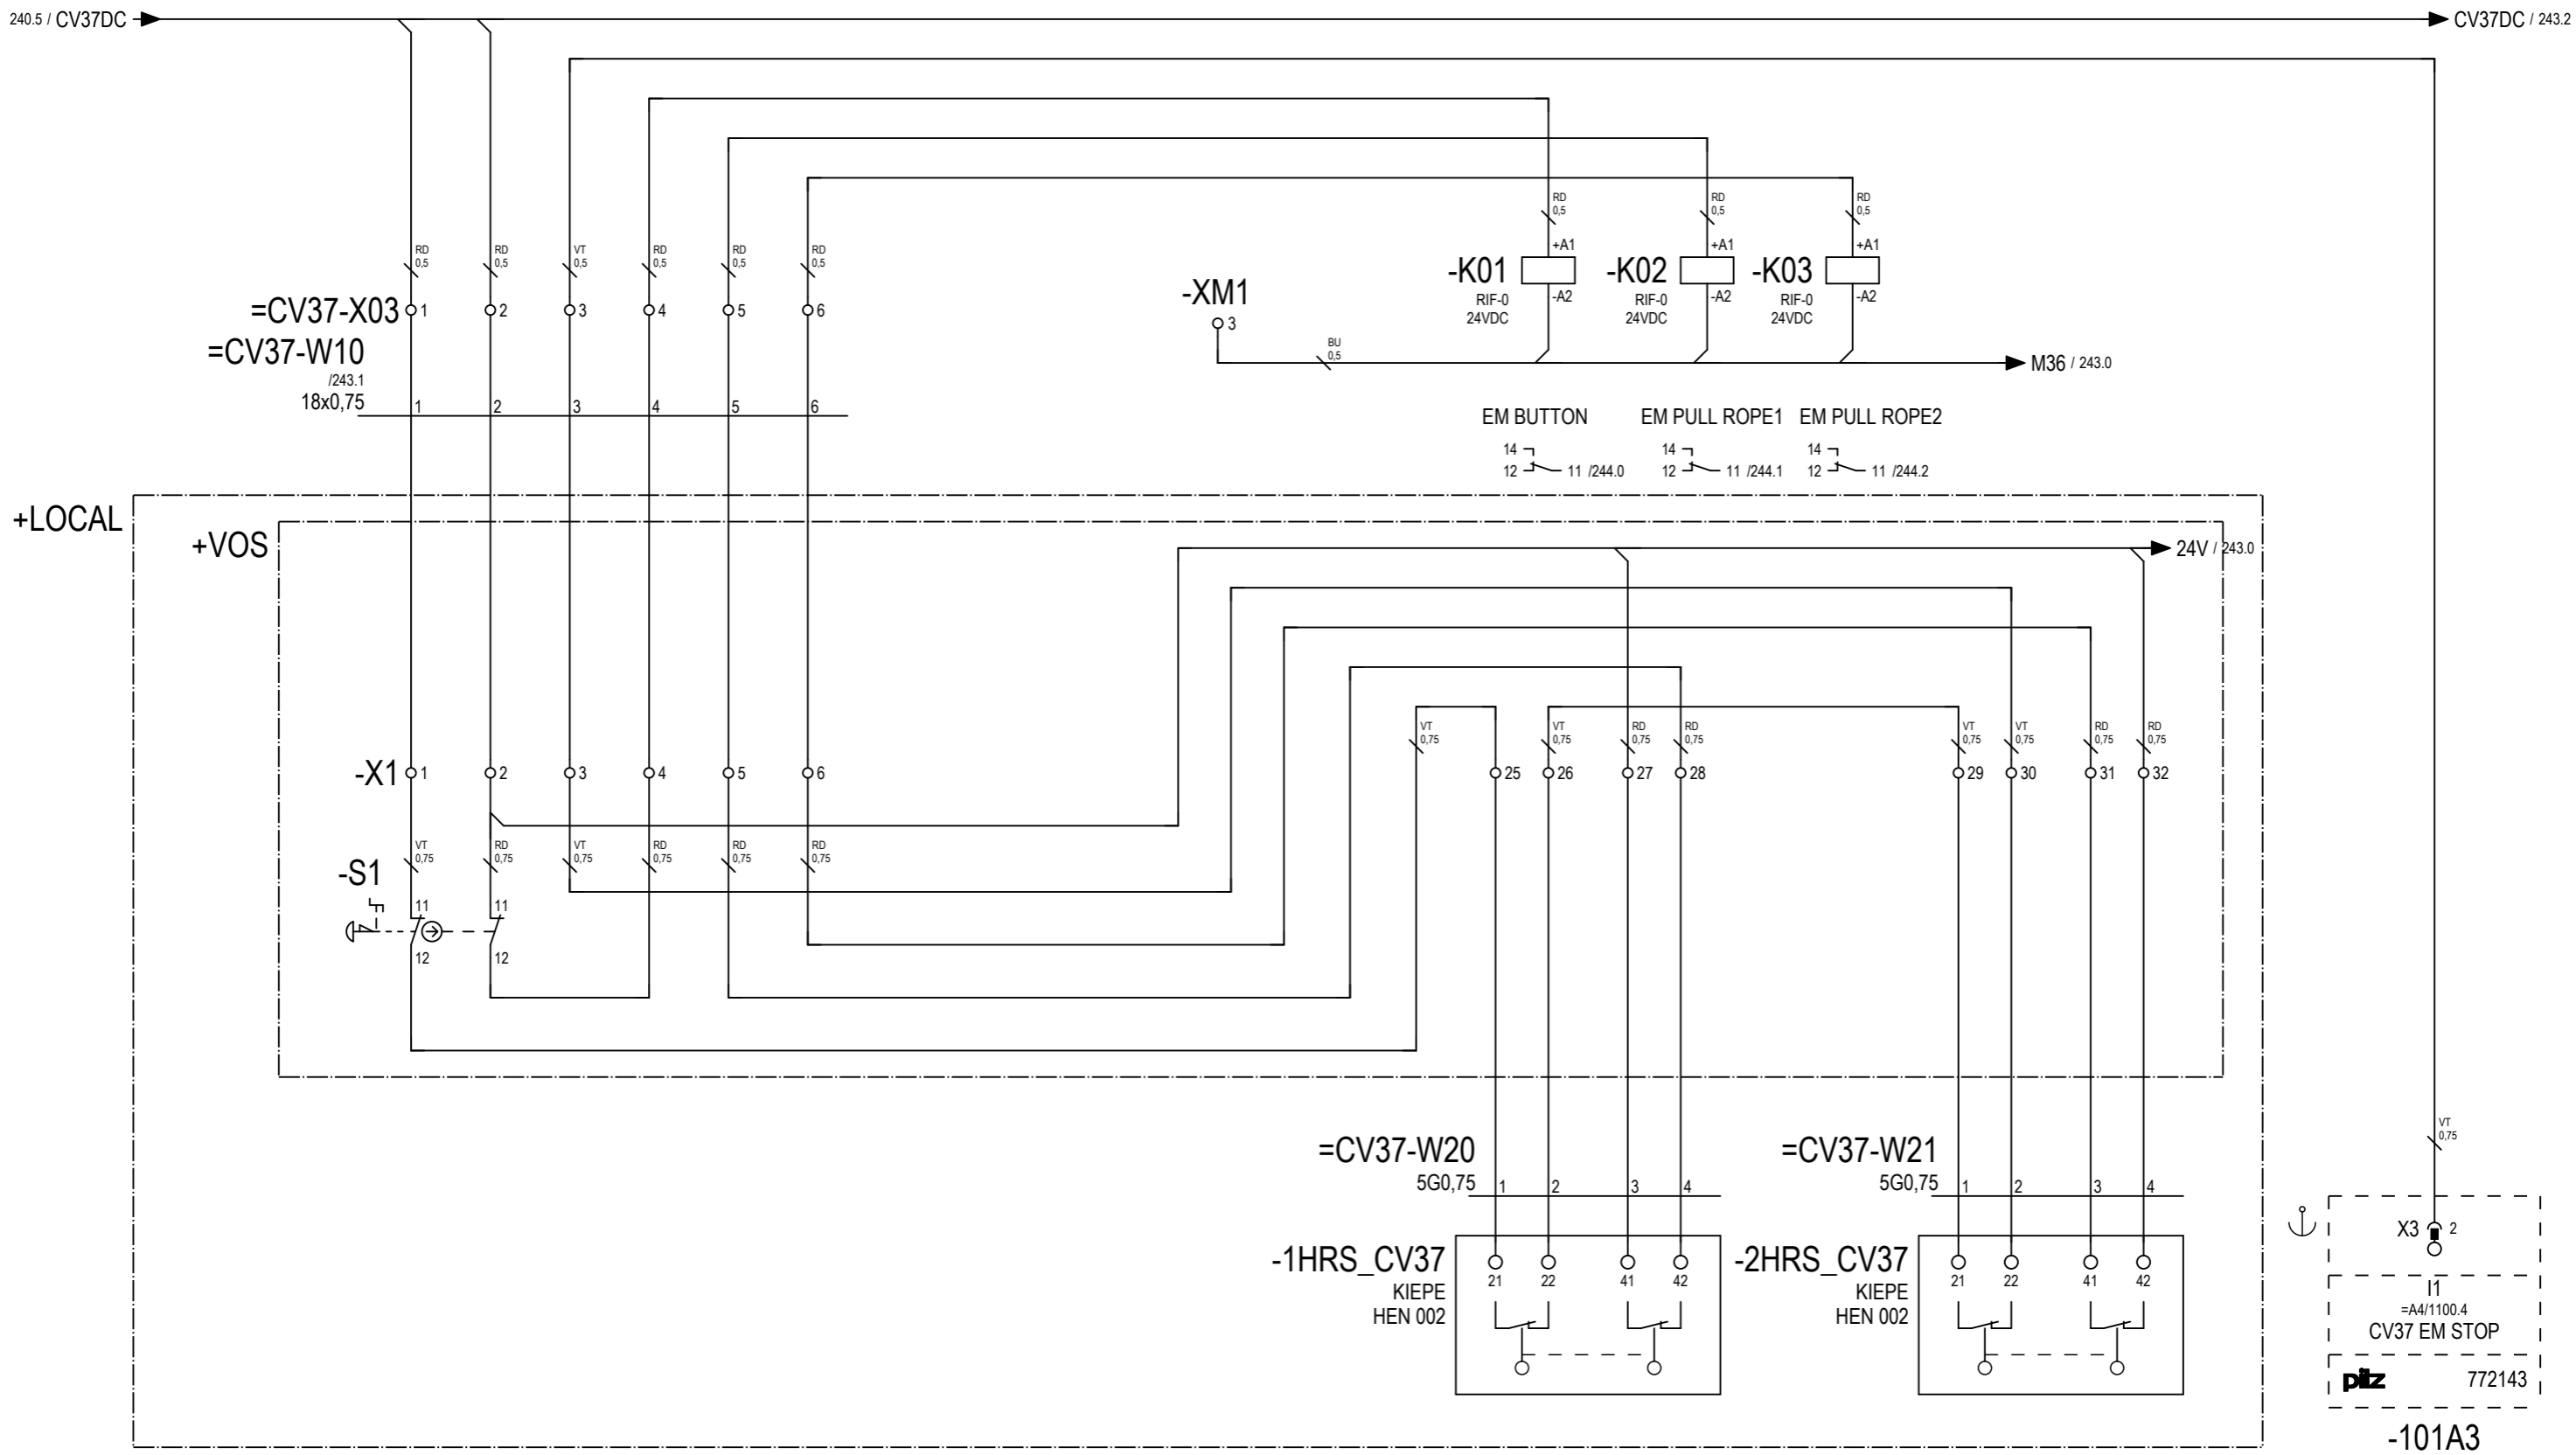 240.5 / CV37DC
CV37DC / 243.2
RD 0,5
RD 0,5
VT 0,5
RD 0,5
RD 0,5
RD 0,5
RD 0,5
RD 0,5
RD 0,5
+A1
+A1
+A1
-K01
-K02
-K03
-A2
-A2
-A2
RIF-0
24VDC
RIF-0
24VDC
RIF-0
24VDC
=CV37-X03 1 2 3 4 5 6
-XM1
3
=CV37-W10
/243.1
18x0,75 1 2 3 4 5 6
BU 0,5
M36 / 243.0
EM BUTTON
EM PULL ROPE1
EM PULL ROPE2
14
12 11 /244.0
14
12 11 /244.1
14
12 11 /244.2
+LOCAL
+VOS
24V / 243.0
VT 0,75
VT 0,75
RD 0,75
RD 0,75
VT 0,75
VT 0,75
RD 0,75
RD 0,75
-X1 1 2 3 4 5 6
25 26 27 28 29 30 31 32
VT 0,75
RD 0,75
VT 0,75
RD 0,75
RD 0,75
RD 0,75
-S1
11 11
12 12
=CV37-W20
5G0,75 1 2 3 4
=CV37-W21
5G0,75 1 2 3 4
-1HRS_CV37
KIEPE
HEN 002
21 22 41 42
-2HRS_CV37
KIEPE
HEN 002
21 22 41 42
VT 0,75
X3 2
I1
=A4/1100.4
CV37 EM STOP
pilz 772143
-101A3